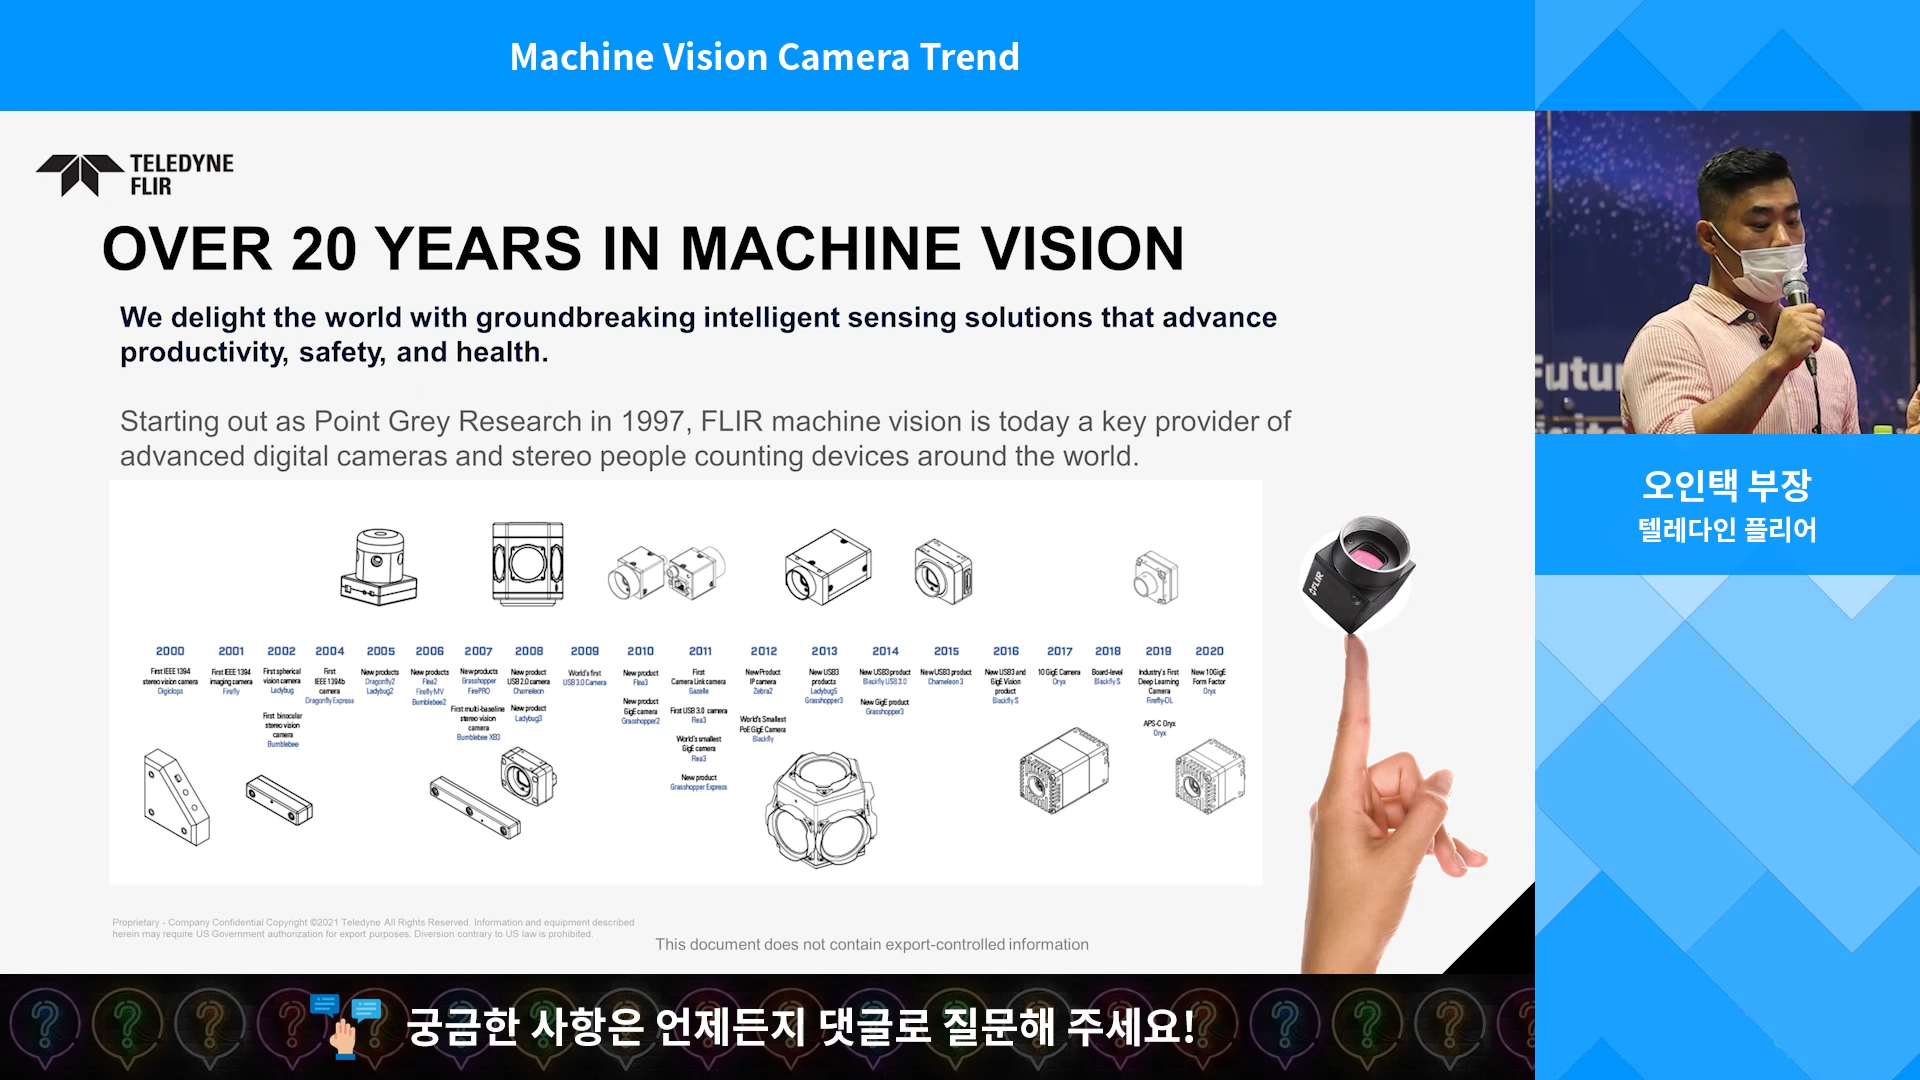 Machine Vision Camera Trend
TELEDYNE
FLIR
OVER 20 YEARS IN MACHINE VISION
We delight the world with groundbreaking intelligent sensing solutions that advance
productivity, safety, and health.
Starting out as Point Grey Research in 1997, FLIR machine vision is today a key provider of
advanced digital cameras and stereo people counting devices around the world.
2000
First IEEE 1394
stereo vision camera
Digiclops
2001
First IEEE 1394
imaging camera
Firefly
2002
First spherical
vision camera
Ladybug
First binocular
stereo vision
camera
Bumblebee
2004
First
IEEE 1394b
camera
Dragonfly Express
2005
New products
Dragonfly2
Ladybug2
2006
New products
Flea2
Firefly MV
Bumblebee2
2007
New products
Grasshopper
FirePRO
First multi-baseline
stereo vision
camera
Bumblebee XB3
2008
New product
USB 2.0 camera
Chameleon
New product
Ladybug3
2009
World's first
USB 3.0 Camera
2010
New product
Flea3
New product
GigE camera
Grasshopper2
2011
First
Camera Link camera
Gazelle
First USB 3.0 camera
Flea3
World's smallest
GigE camera
Flea3
New product
Grasshopper Express
2012
New Product
IP camera
Zebra2
World's Smallest
PoE GigE Camera
Blackfly
2013
New USB3
products
Ladybug5
Grasshopper3
2014
New USB3 product
Blackfly USB 3.0
New GigE product
Grasshopper3
2015
New USB3 product
Chameleon 3
2016
New USB3 and
GigE Vision
product
Blackfly S
2017
10 GigE Camera
Oryx
2018
Board-level
Blackfly S
2019
Industry's First
Deep Learning
Camera
Firefly-DL
APS-C Oryx
Oryx
2020
New 10GigE
Form Factor
Oryx
FLIR
Proprietary - Company Confidential Copyright ©2021 Teledyne All Rights Reserved. Information and equipment described
herein may require US Government authorization for export purposes. Diversion contrary to US law is prohibited.
This document does not contain export-controlled information
Futu
오인택 부장
텔레다인 플리어
궁금한 사항은 언제든지 댓글로 질문해 주세요!